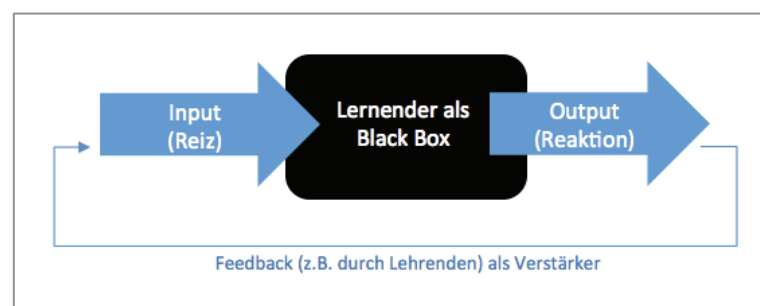 Input
(Reiz)
Lernender als
Black Box
Output
(Reaktion)
Feedback (z.B. durch Lehrenden) als Verstärker